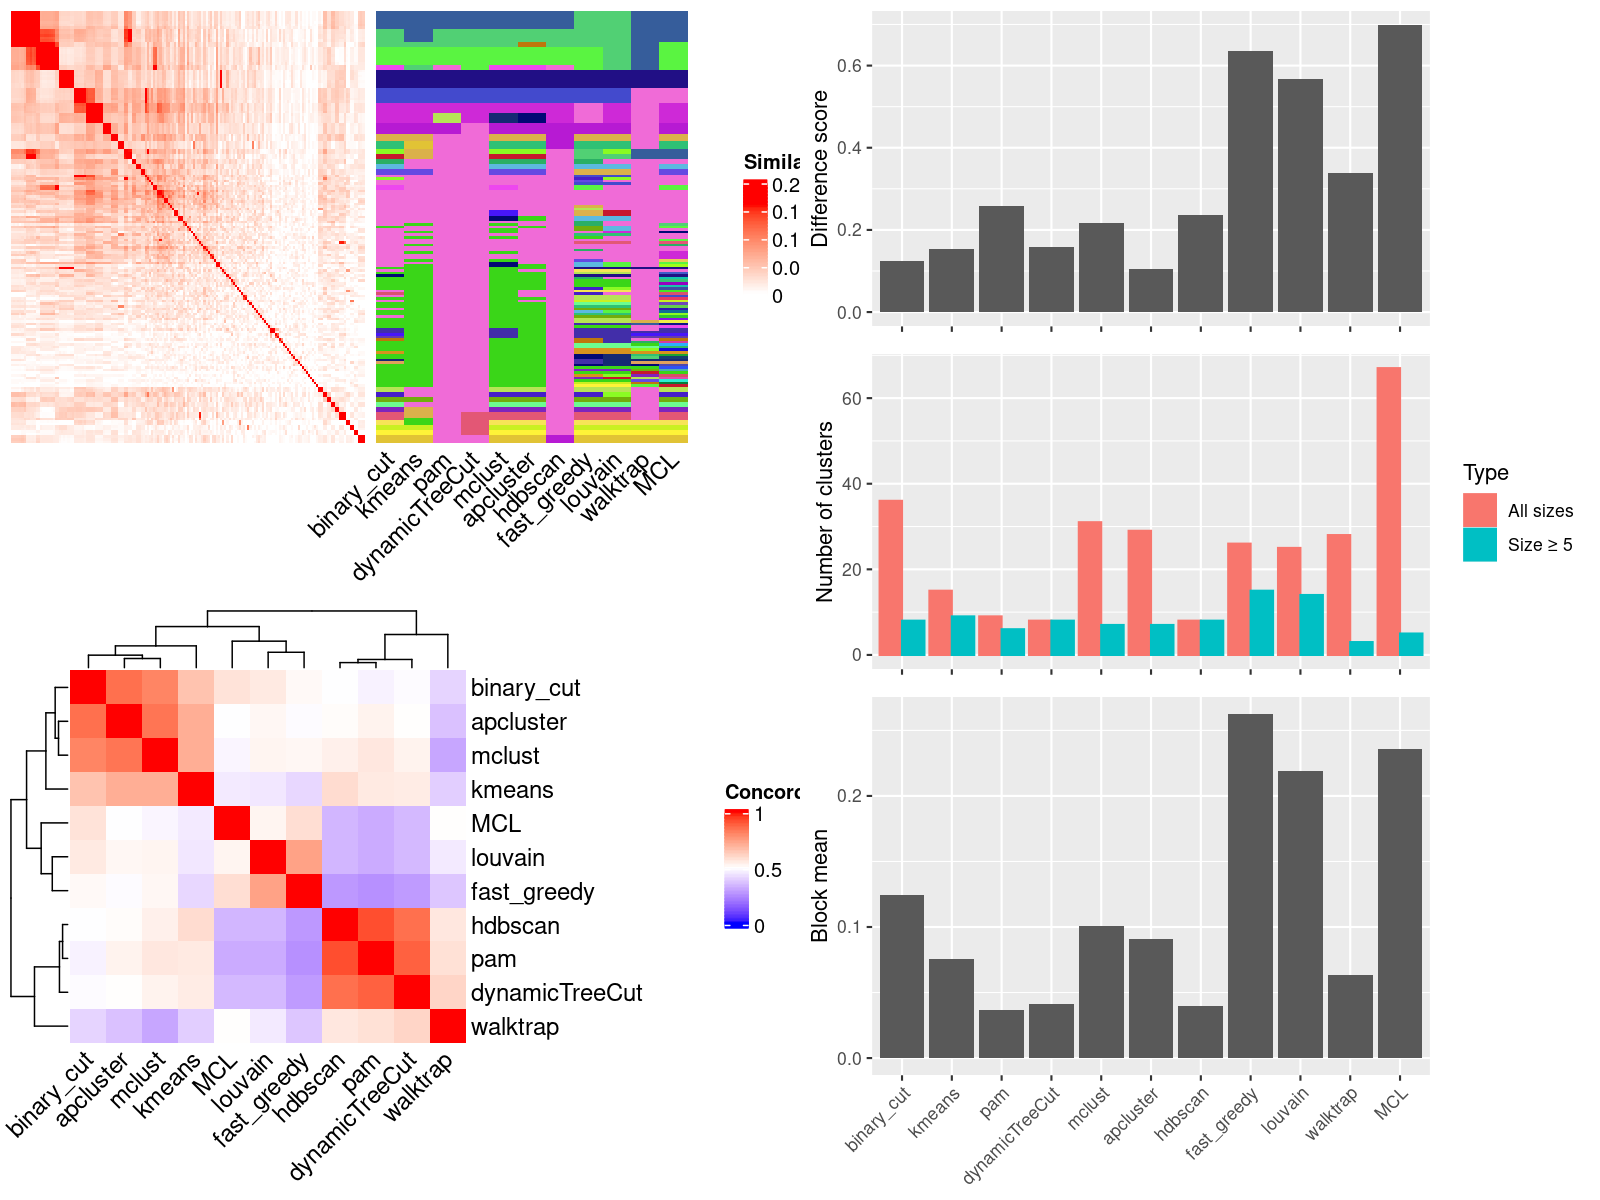 Simila
0.2
0.1
0.1
0.0
0
binary_cut
kmeans
pam
dynamicTreeCut
mclust
apcluster
hdbscan
fast_greedy
louvain
walktrap
MCL
binary_cut
apcluster
mclust
kmeans
MCL
louvain
fast_greedy
hdbscan
pam
dynamicTreeCut
walktrap
binary_cut
apcluster
mclust
kmeans
MCL
louvain
fast_greedy
hdbscan
pam
dynamicTreeCut
walktrap
Concord
1
0.5
0
Difference score
0.6
0.4
0.2
0.0
Number of clusters
60
40
20
0
Type
All sizes
Size ≥ 5
Block mean
0.2
0.1
0.0
binary_cut
kmeans
pam
dynamicTreeCut
mclust
apcluster
hdbscan
fast_greedy
louvain
walktrap
MCL